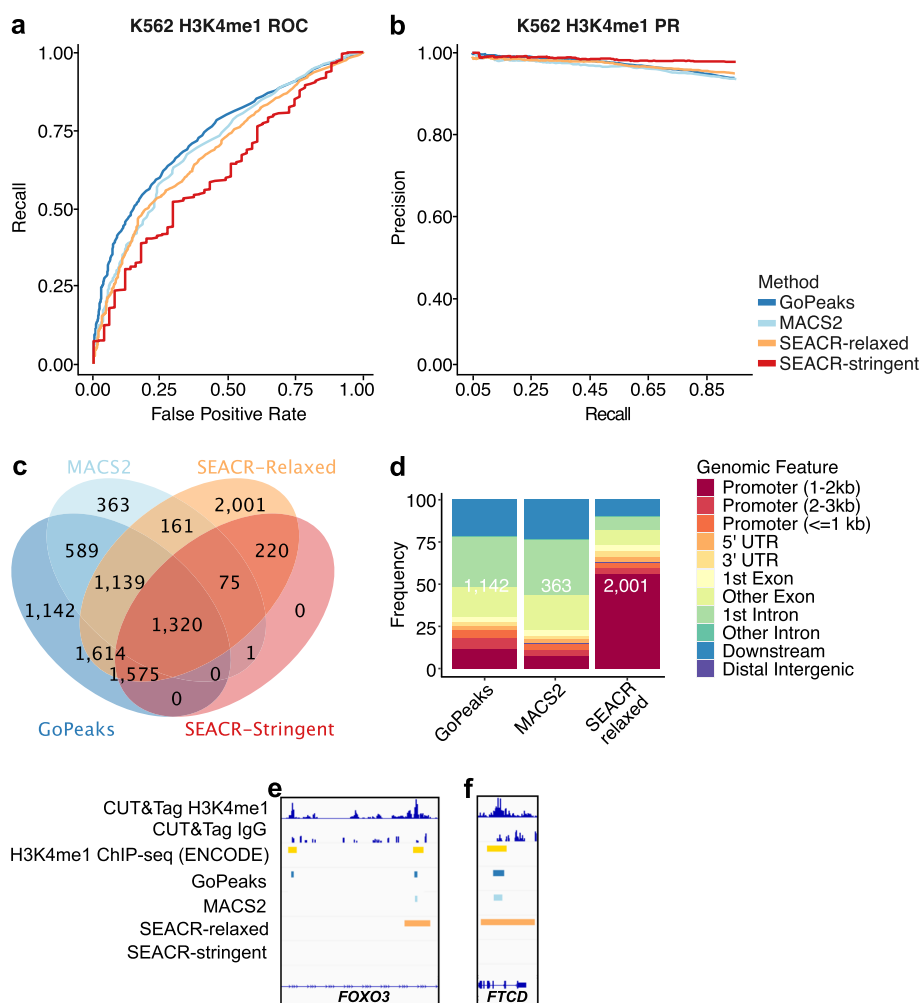 a
K562 H3K4me1 ROC
1.00
0.75
0.50
0.25
0.00
Recall
0.00 0.25 0.50 0.75 1.00
False Positive Rate
b
K562 H3K4me1 PR
1.00
0.80
0.60
0.40
0.00
Precision
0.05 0.25 0.45 0.65 0.85
Recall
Method
GoPeaks
MACS2
SEACR-relaxed
SEACR-stringent
c
MACS2
SEACR-Relaxed
363
2,001
161
589
220
1,139
75
1,142
1,320
0
1,614
1
1,575
0
0
GoPeaks
SEACR-Stringent
d
100
75
50
25
0
Frequency
1,142
363
2,001
GoPeaks
MACS2
SEACR
relaxed
Genomic Feature
Promoter (1-2kb)
Promoter (2-3kb)
Promoter (<=1 kb)
5' UTR
3' UTR
1st Exon
Other Exon
1st Intron
Other Intron
Downstream
Distal Intergenic
e
f
CUT&Tag H3K4me1
CUT&Tag IgG
H3K4me1 ChIP-seq (ENCODE)
GoPeaks
MACS2
SEACR-relaxed
SEACR-stringent
FOXO3
FTCD